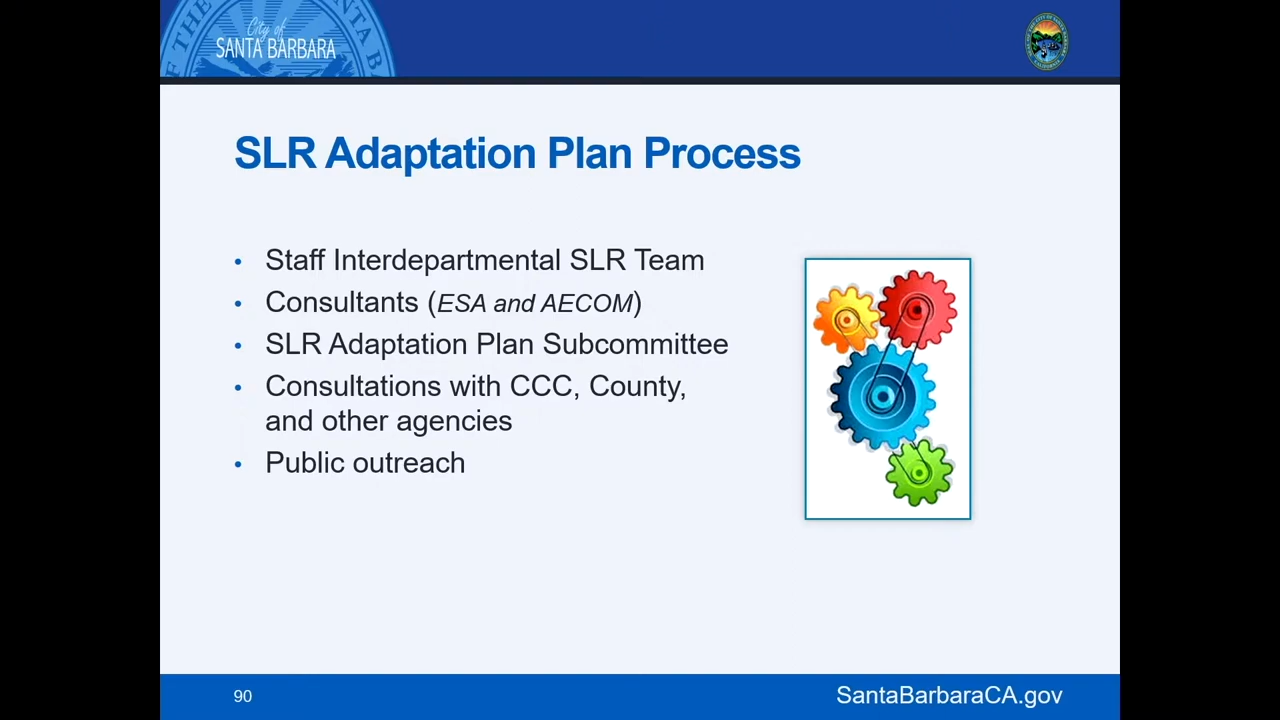 City of
SANTA BARBARA
SLR Adaptation Plan Process
• Staff Interdepartmental SLR Team
• Consultants (ESA and AECOM)
• SLR Adaptation Plan Subcommittee
• Consultations with CCC, County,
and other agencies
• Public outreach
90
SantaBarbaraCA.gov